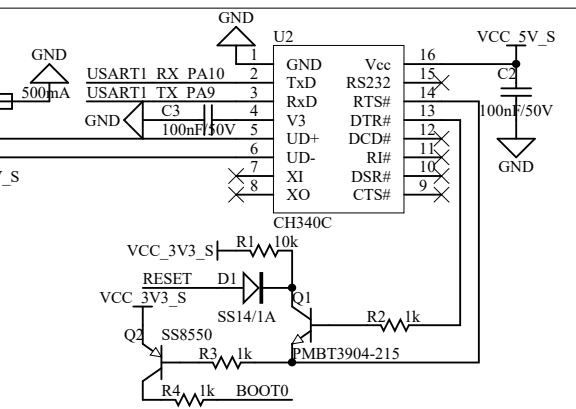 GND
U2
GND
VCC_5V_S
1
GND
Vcc
16
USART1_RX_PA10
2
TxD
RS232
15
C2
500mA
USART1_TX_PA9
3
RxD
RTS#
14
100nF/50V
GND
C3
100nF/50V
4
V3
DTR#
13
5
UD+
DCD#
12
6
UD-
RI#
11
GND
_S
7
XI
DSR#
10
8
XO
CTS#
9
CH340C
VCC_3V3_S
R1
10k
RESET
D1
VCC_3V3_S
SS14/1A
Q1
R2
1k
Q2
SS8550
R3
1k
PMBT3904-215
R4
1k
BOOT0